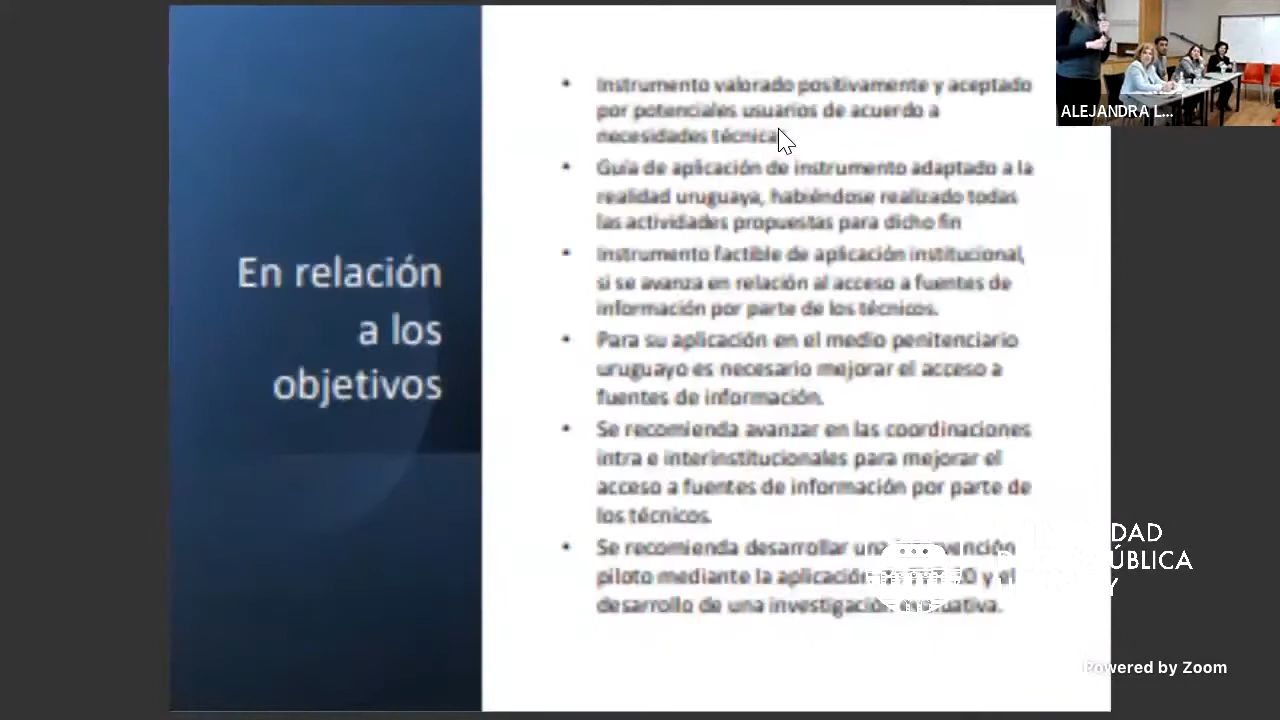 En relación
a los
objetivos
• Instrumento valorado positivamente y aceptado
por potenciales usuarios de acuerdo a
necesidades técnica
• Guía de aplicación de instrumento adaptado a la
realidad uruguaya, habiéndose realizado todas
las actividades propuestas para dicho fin
• Instrumento factible de aplicación institucional,
si se avanza en relación al acceso a fuentes de
información por parte de los técnicos.
• Para su aplicación en el medio penitenciario
uruguayo es necesario mejorar el acceso a
fuentes de información.
• Se recomienda avanzar en las coordinaciones
intra e interinstitucionales para mejorar el
acceso a fuentes de información por parte de
los técnicos.
• Se recomienda desarrollar una
piloto mediante la aplicación y el
desarrollo de una investigación
ALEJANDRA L...
DAD
ÚBLICA
Y
Powered by Zoom